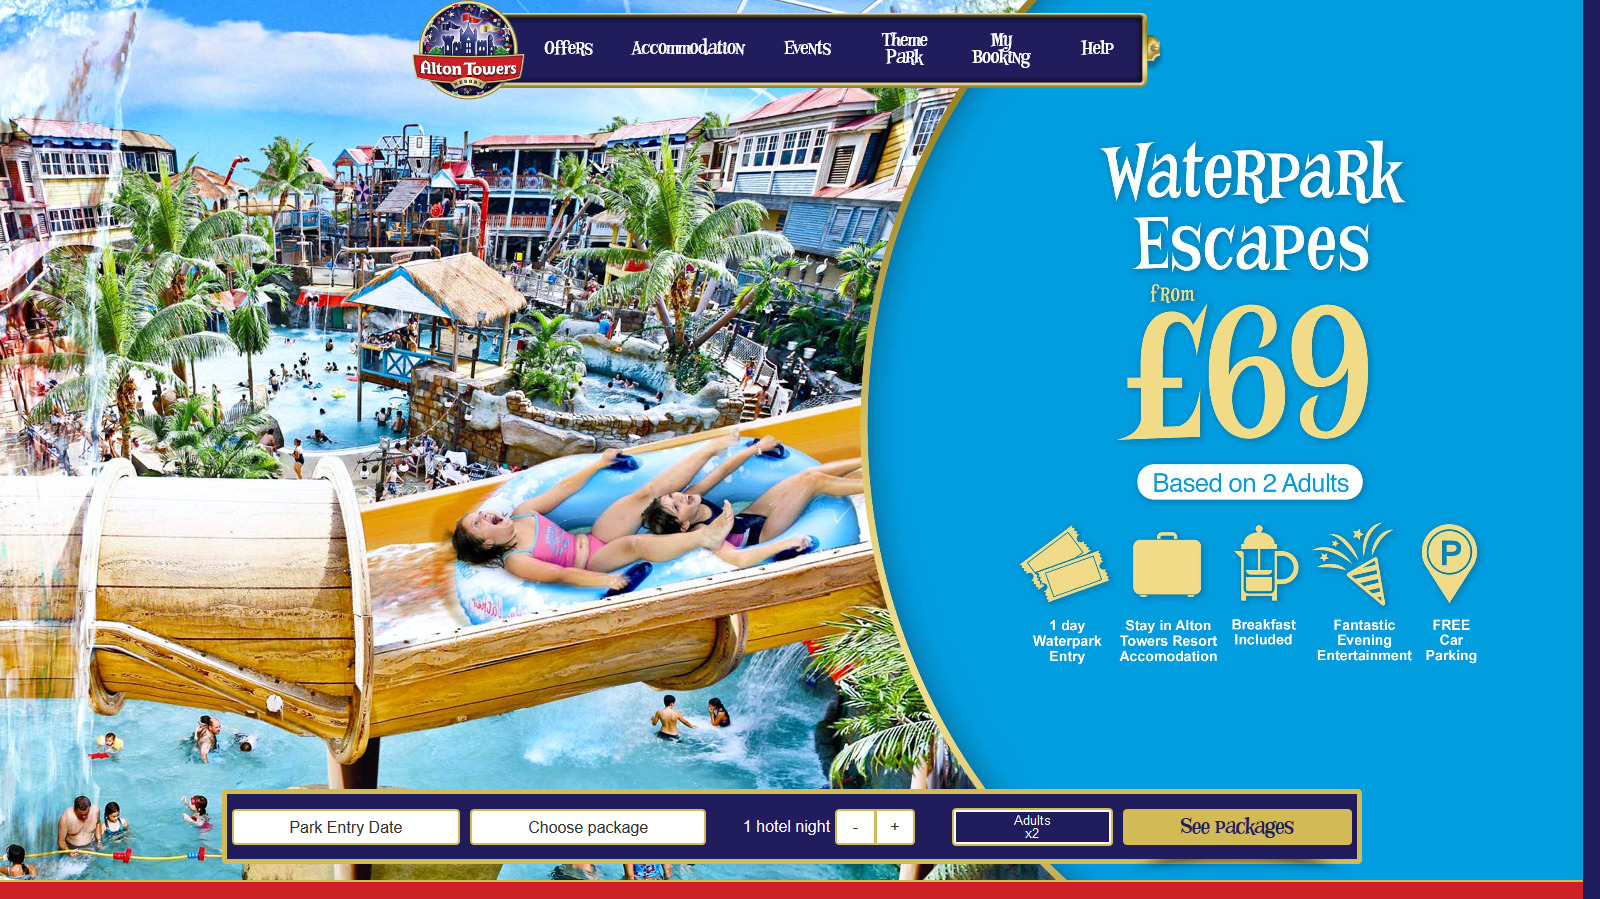 Alton Towers
RESORT
Offers
Accommodation
Events
Theme
Park
My
Booking
Help
Waterpark
Escapes
from
£69
Based on 2 Adults
1 day
Waterpark
Entry
Stay in Alton
Towers Resort
Accomodation
Breakfast
Included
Fantastic
Evening
Entertainment
P
FREE
Car
Parking
Park Entry Date
Choose package
1 hotel night
-
+
Adults
x2
See packages